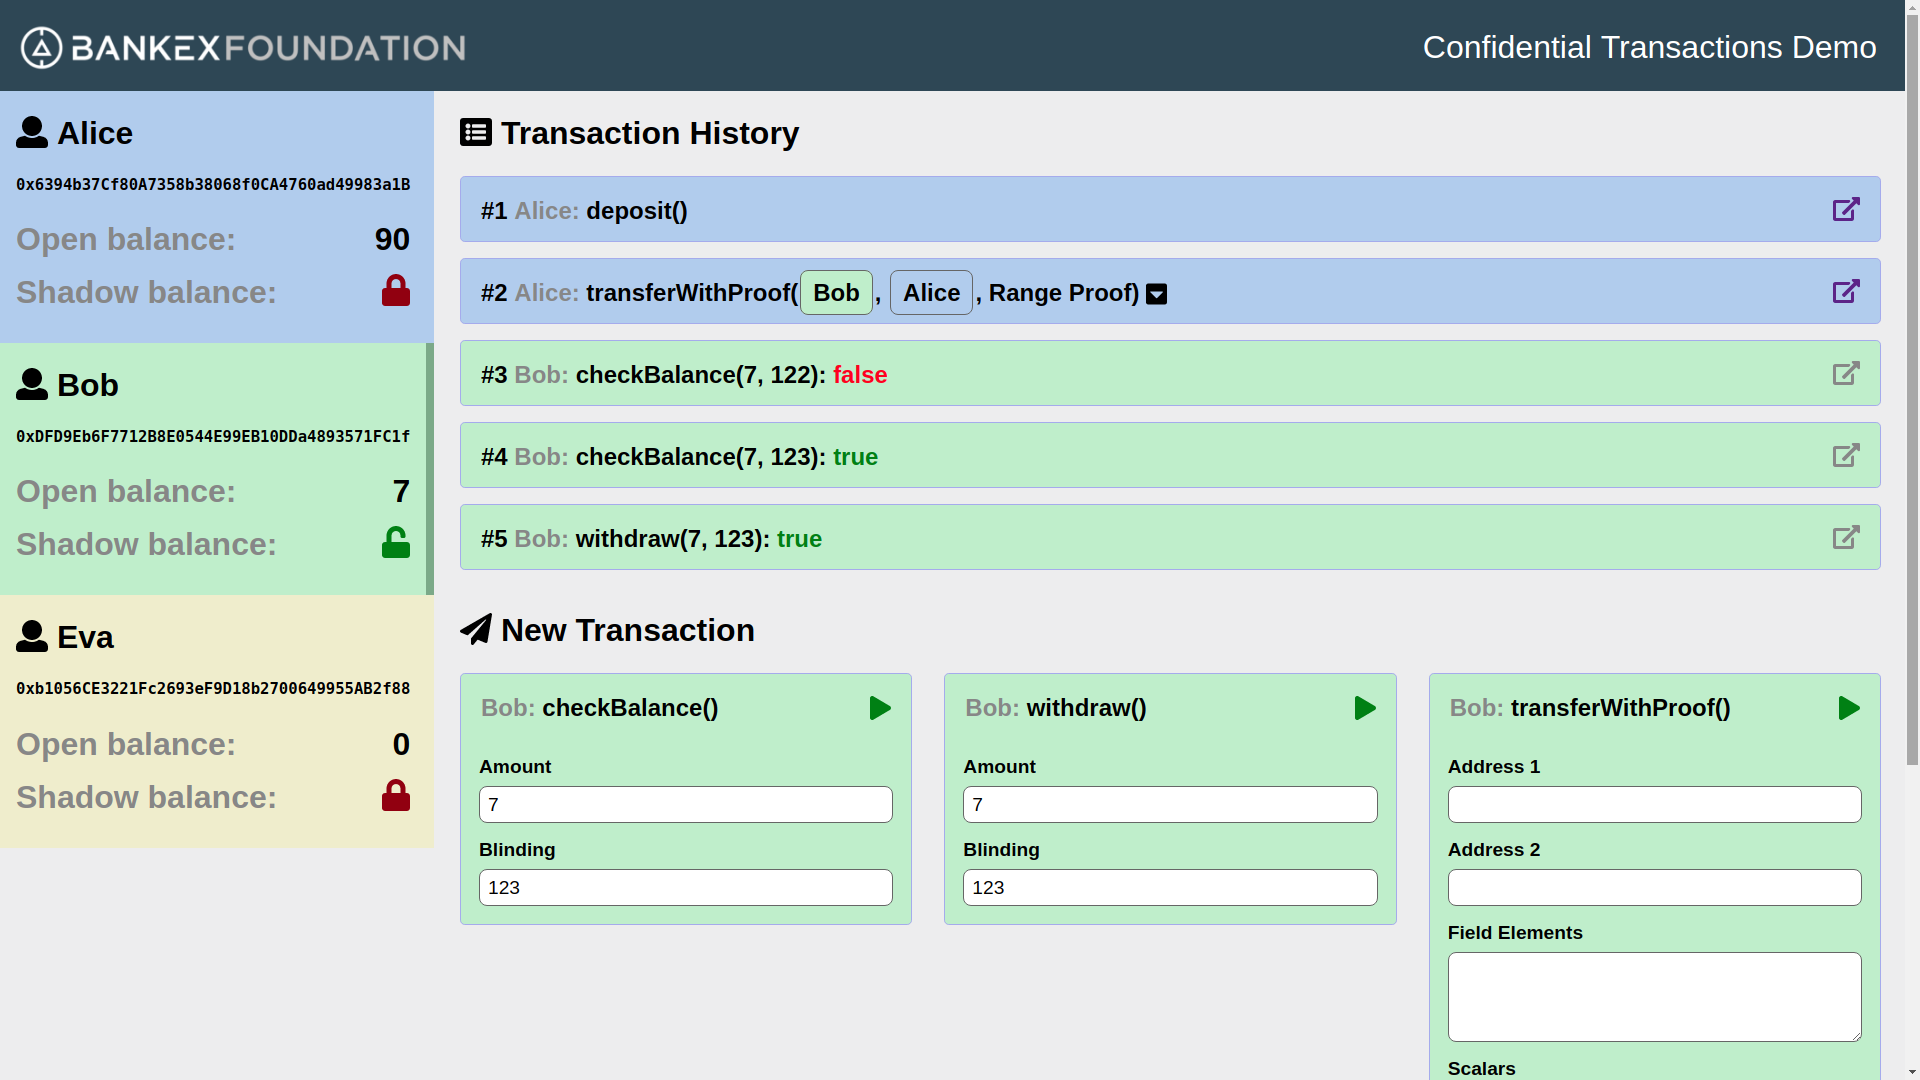 BANKEXFOUNDATION
Confidential Transactions Demo
Alice
0x6394b37Cf80A7358b38068f0CA4760ad49983a1B
Open balance: 90
Shadow balance:
Bob
0xDFD9Eb6F7712B8E0544E99EB10DDa4893571FC1f
Open balance: 7
Shadow balance:
Eva
0xb1056CE3221Fc2693eF9D18b2700649955AB2f88
Open balance: 0
Shadow balance:
Transaction History
#1 Alice: deposit()
#2 Alice: transferWithProof( Bob , Alice , Range Proof)
#3 Bob: checkBalance(7, 122): false
#4 Bob: checkBalance(7, 123): true
#5 Bob: withdraw(7, 123): true
New Transaction
Bob: checkBalance()
Amount
7
Blinding
123
Bob: withdraw()
Amount
7
Blinding
123
Bob: transferWithProof()
Address 1
Address 2
Field Elements
Scalars